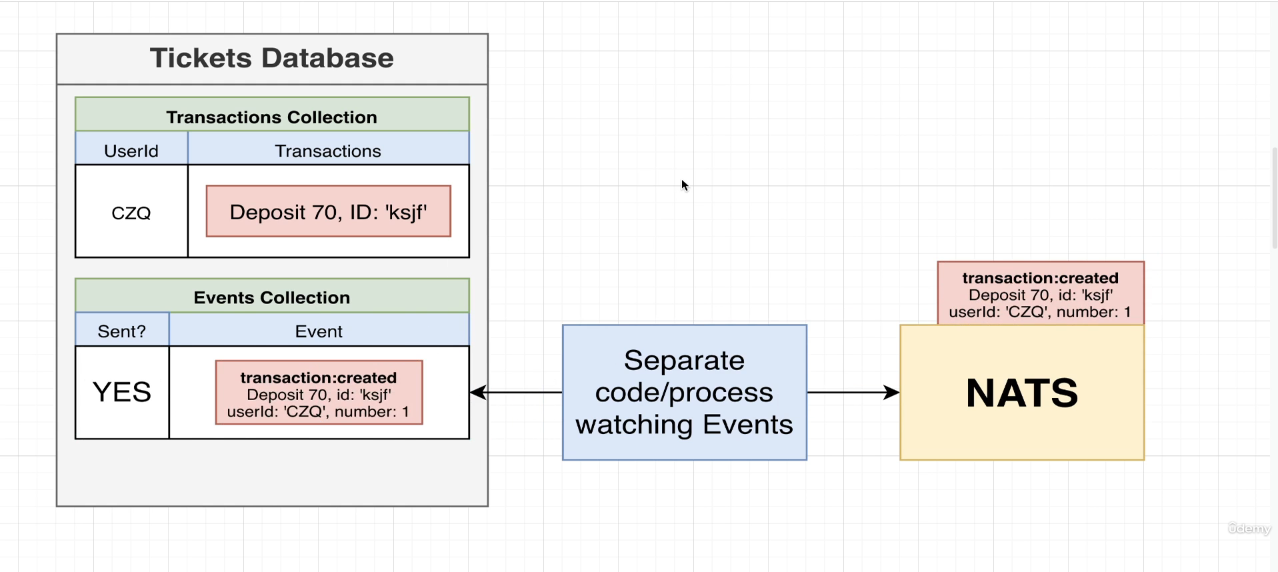 Tickets Database
Transactions Collection
UserId Transactions
CZQ Deposit 70, ID: 'ksjf'
Events Collection
Sent? Event
YES
transaction:created
Deposit 70, id: 'ksjf'
userId: 'CZQ', number: 1
Separate
code/process
watching Events
transaction:created
Deposit 70, id: 'ksjf'
userId: 'CZQ', number: 1
NATS
ûdemy